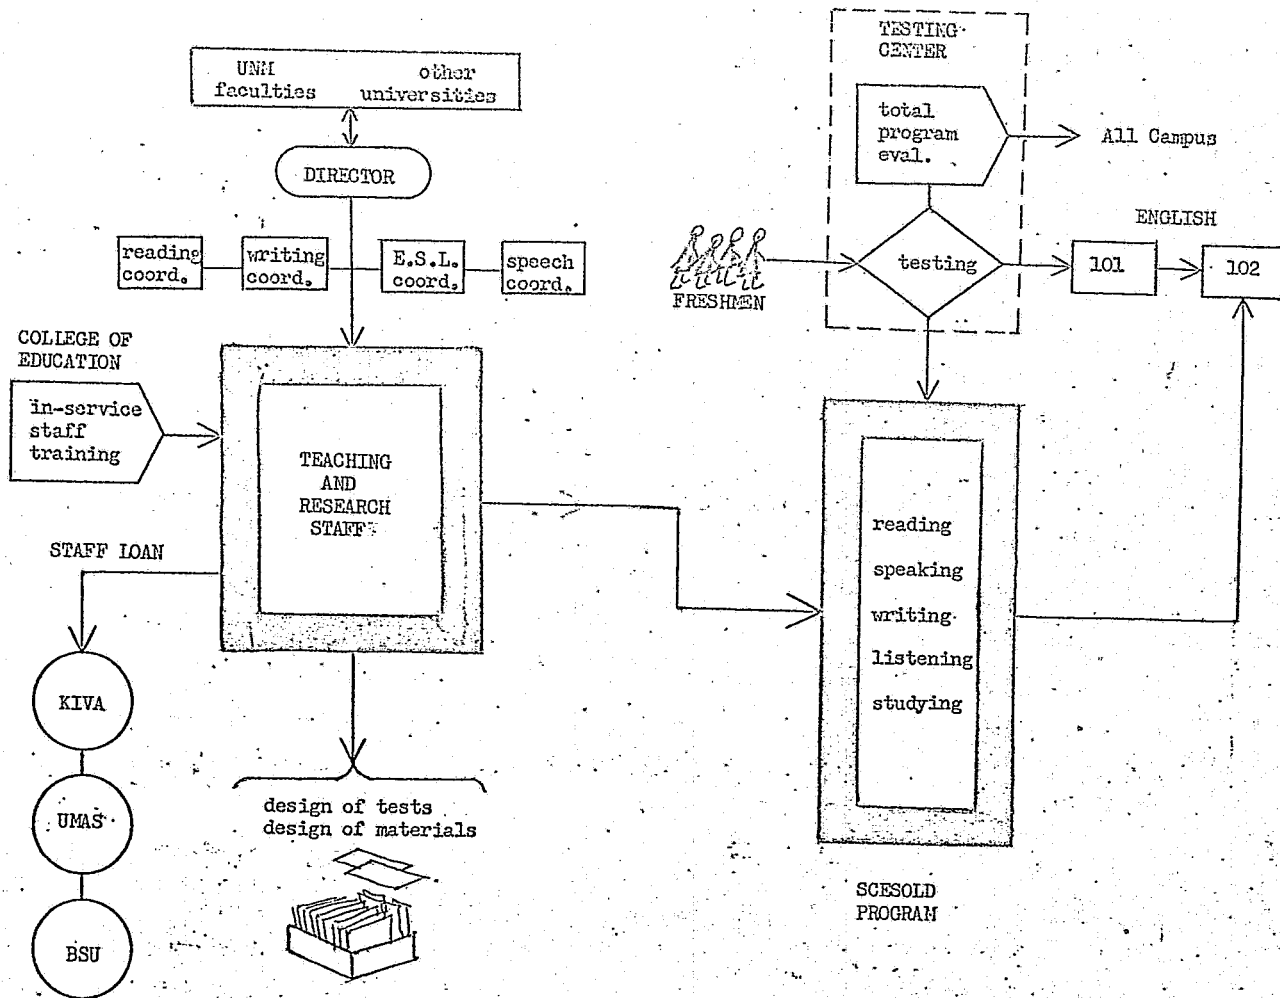 UNM other
faculties universities
DIRECTOR
reading
coord.
writing
coord.
E.S.L.
coord.
speech
coord.
COLLEGE OF
EDUCATION
in-service
staff
training
TEACHING
AND
RESEARCH
STAFF
STAFF LOAN
KIVA
UMAS
BSU
design of tests
design of materials
TESTING
CENTER
total
program
eval.
All Campus
FRESHMEN
testing
ENGLISH
101
102
reading
speaking
writing
listening
studying
SCESOLD
PROGRAM